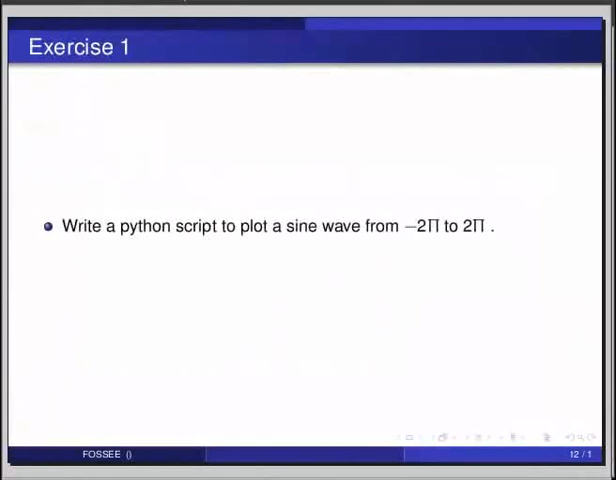 Exercise 1
Write a python script to plot a sine wave from −2Π to 2Π .
FOSSEE ()
12 / 1